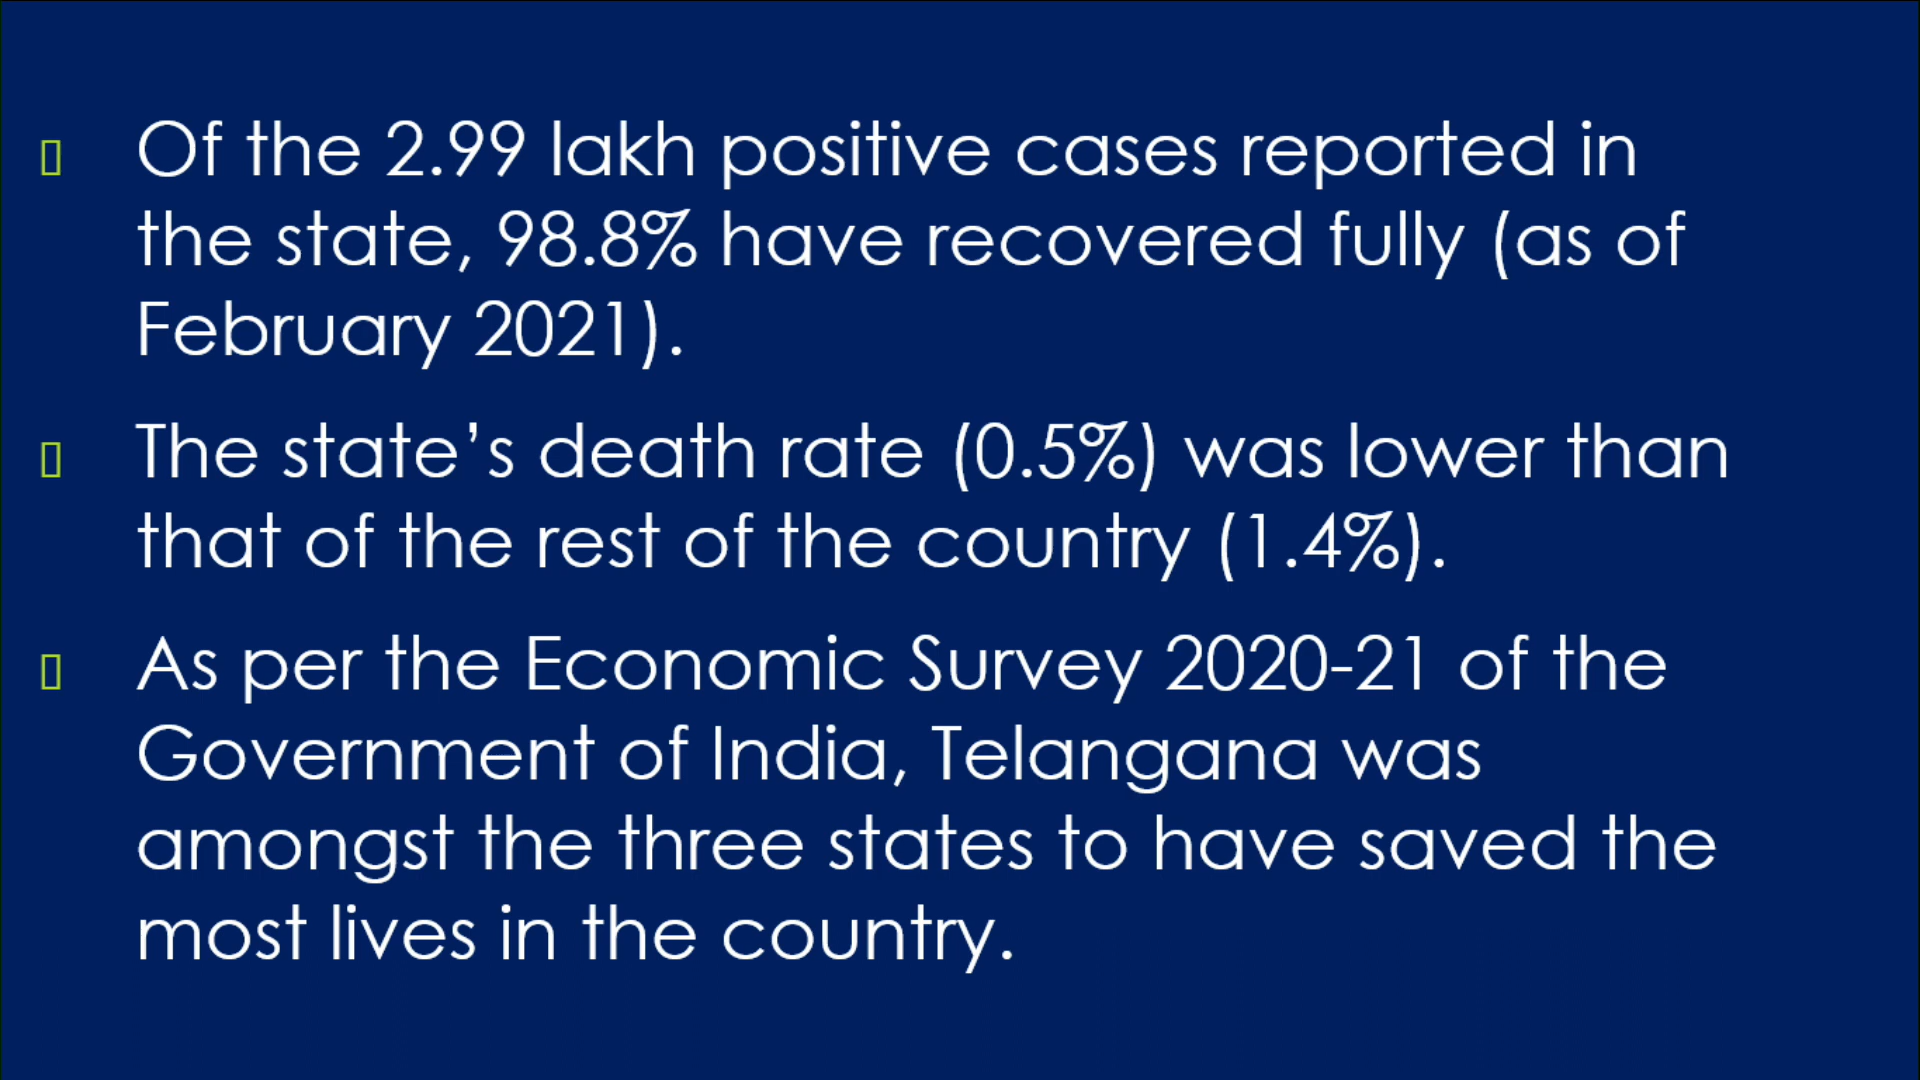 Of the 2.99 lakh positive cases reported in
the state, 98.8% have recovered fully (as of
February 2021).
The state’s death rate (0.5%) was lower than
that of the rest of the country (1.4%).
As per the Economic Survey 2020-21 of the
Government of India, Telangana was
amongst the three states to have saved the
most lives in the country.